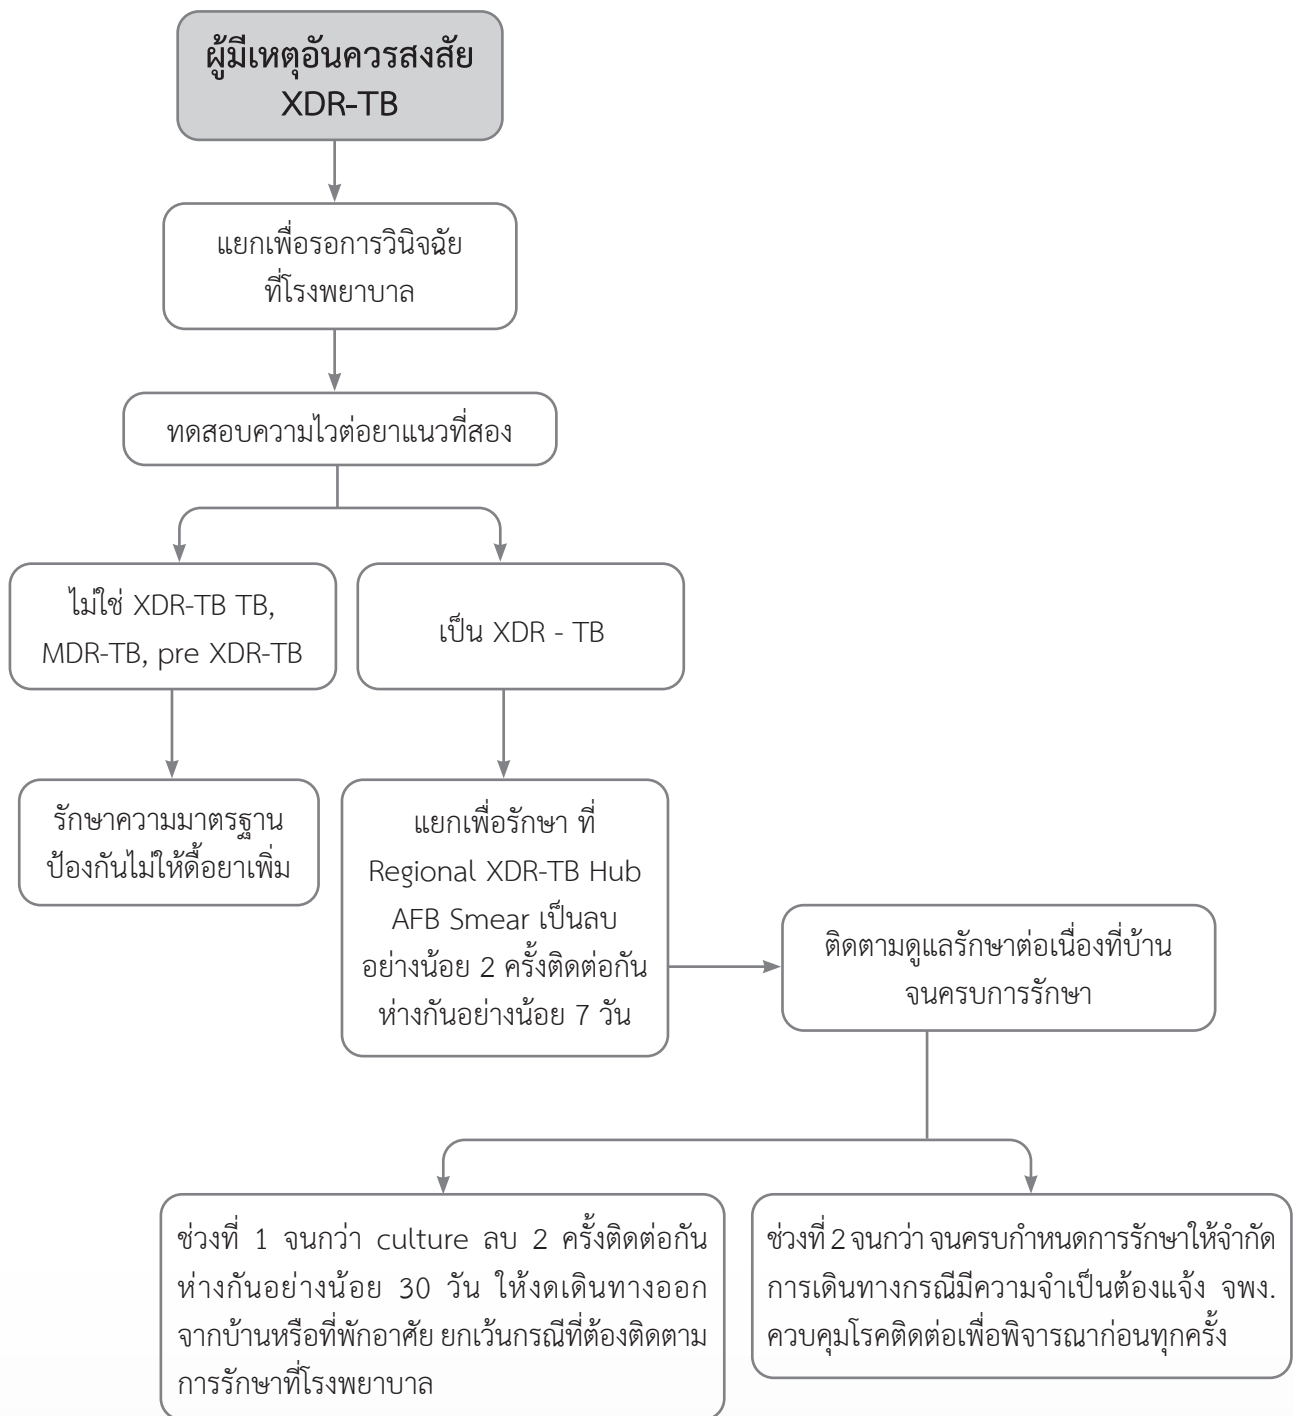 ผู้มีเหตุอันควรสงสัย
XDR-TB
แยกเพื่อรอการวินิจฉัย
ที่โรงพยาบาล
ทดสอบความไวต่อยาแนวที่สอง
ไม่ใช่ XDR-TB TB,
MDR-TB, pre XDR-TB
เป็น XDR - TB
รักษาความมาตรฐาน
ป้องกันไม่ให้ดื้อยาเพิ่ม
แยกเพื่อรักษา ที่
Regional XDR-TB Hub
AFB Smear เป็นลบ
อย่างน้อย 2 ครั้งติดต่อกัน
ห่างกันอย่างน้อย 7 วัน
ติดตามดูแลรักษาต่อเนื่องที่บ้าน
จนครบการรักษา
ช่วงที่ 1 จนกว่า culture ลบ 2 ครั้งติดต่อกัน
ห่างกันอย่างน้อย 30 วัน ให้งดเดินทางออก
จากบ้านหรือที่พักอาศัย ยกเว้นกรณีที่ต้องติดตาม
การรักษาที่โรงพยาบาล
ช่วงที่ 2 จนกว่า จนครบกำหนดการรักษาให้จำกัด
การเดินทางกรณีมีความจำเป็นต้องแจ้ง จพง.
ควบคุมโรคติดต่อเพื่อพิจารณาก่อนทุกครั้ง